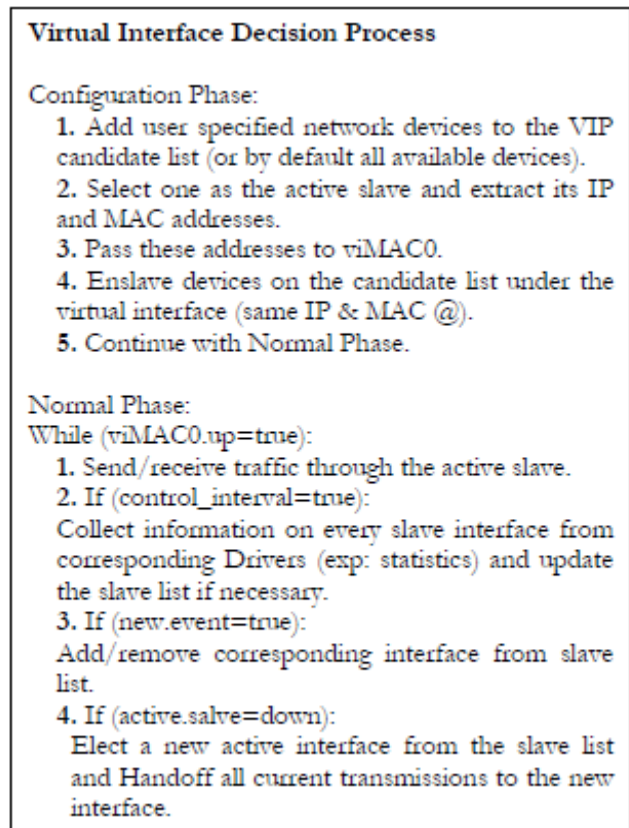 Virtual Interface Decision Process
Configuration Phase:
1. Add user specified network devices to the VIP
candidate list (or by default all available devices).
2. Select one as the active slave and extract its IP
and MAC addresses.
3. Pass these addresses to viMAC0.
4. Enslave devices on the candidate list under the
virtual interface (same IP & MAC @).
5. Continue with Normal Phase.
Normal Phase:
While (viMAC0.up=true):
1. Send/receive traffic through the active slave.
2. If (control_interval=true):
Collect information on every slave interface from
corresponding Drivers (exp: statistics) and update
the slave list if necessary.
3. If (new.event=true):
Add/remove corresponding interface from slave
list.
4. If (active.salve=down):
Elect a new active interface from the slave list
and Handoff all current transmissions to the new
interface.